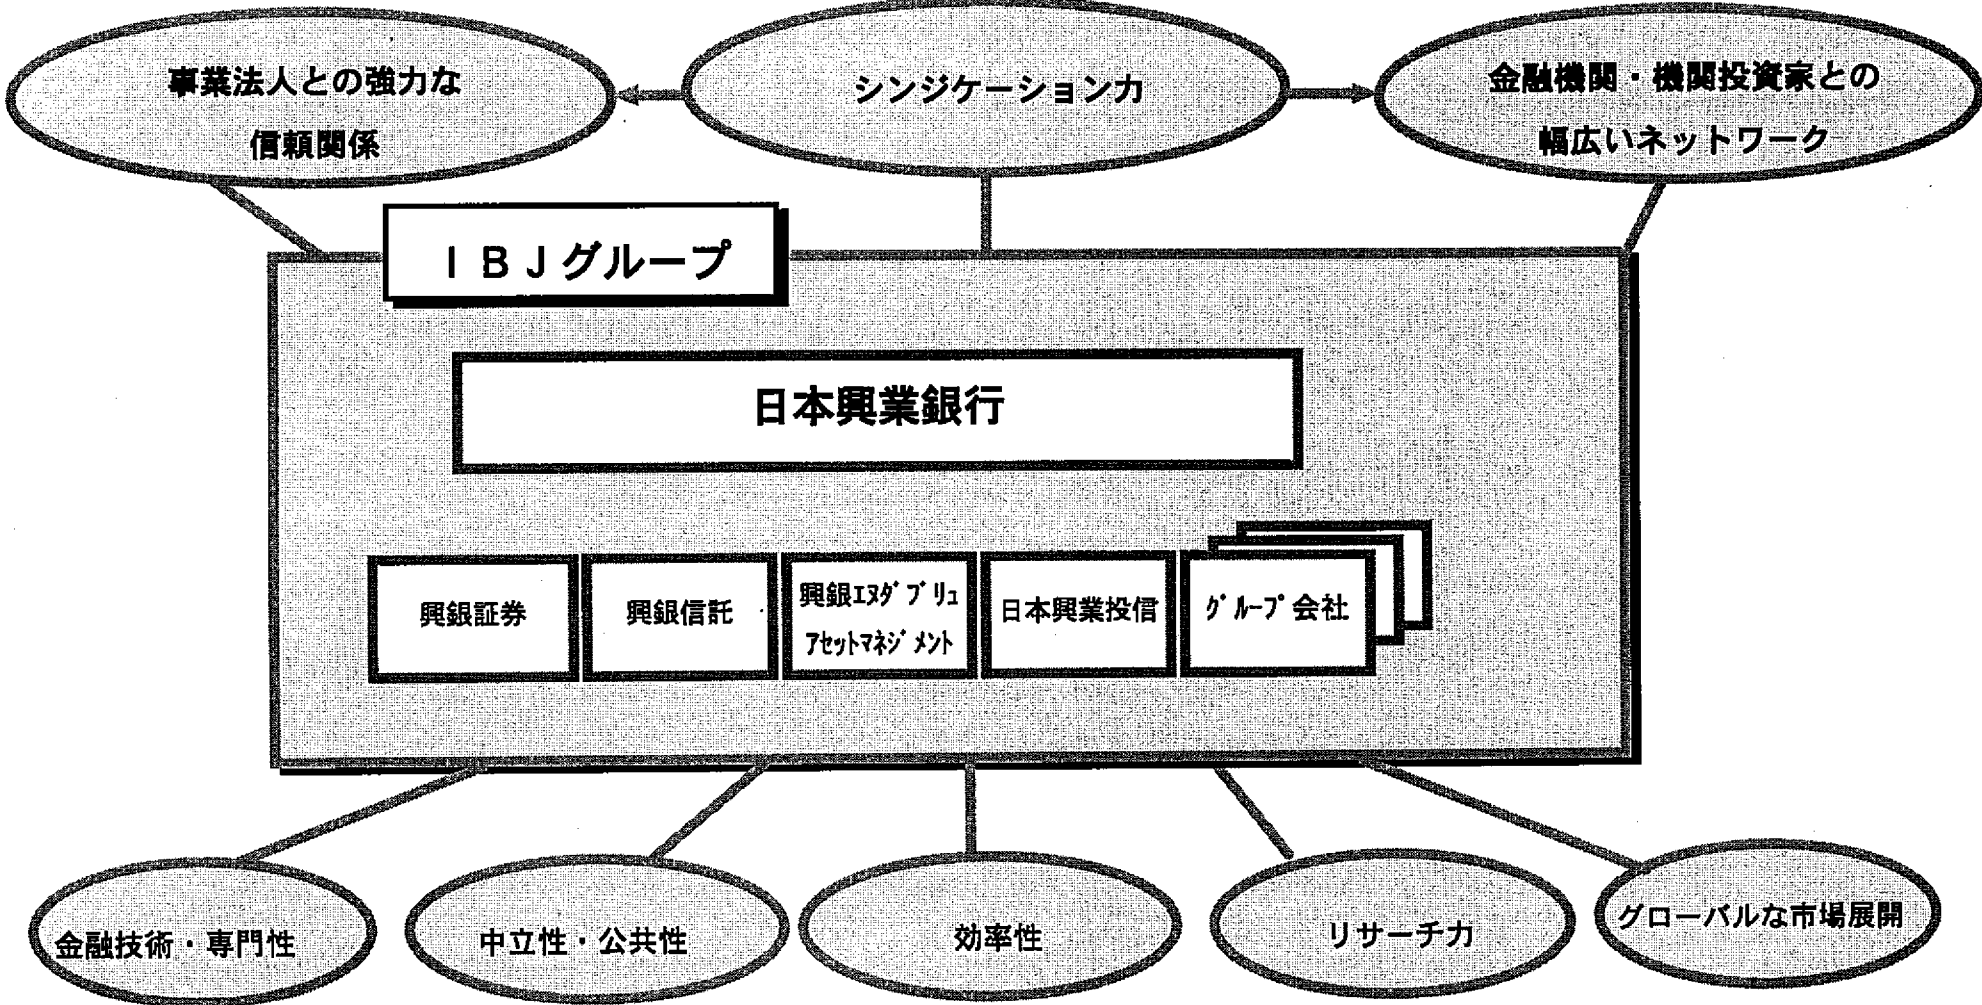 事業法人との強力な
信頼関係
シンジケーション力
金融機関・機関投資家との
幅広いネットワーク
ＩＢＪグループ
日本興業銀行
興銀証券
興銀信託
興銀ｴﾇﾀﾞﾌﾞﾘｭ
ｱｾｯﾄﾏﾈｼﾞﾒﾝﾄ
日本興業投信
ｸﾞﾙｰﾌﾟ会社
金融技術・専門性
中立性・公共性
効率性
リサーチ力
グローバルな市場展開